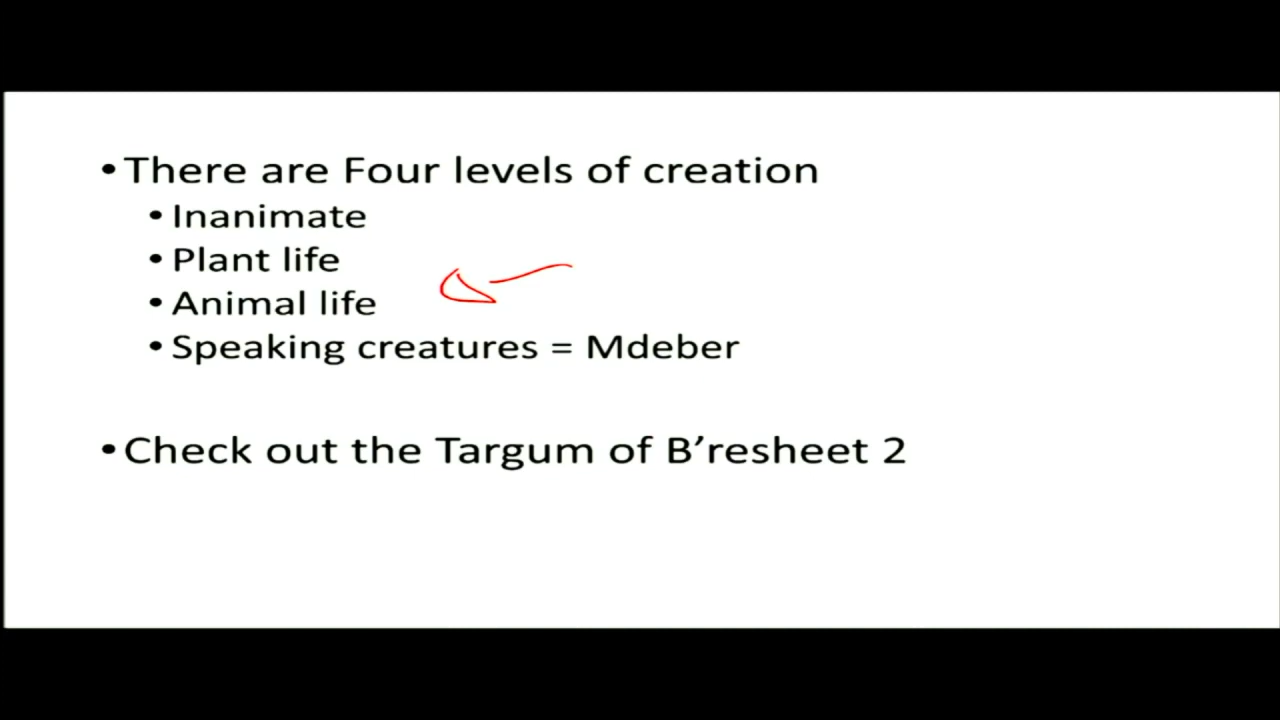 • There are Four levels of creation
• Inanimate
• Plant life
• Animal life
• Speaking creatures = Mdeber
• Check out the Targum of B’resheet 2